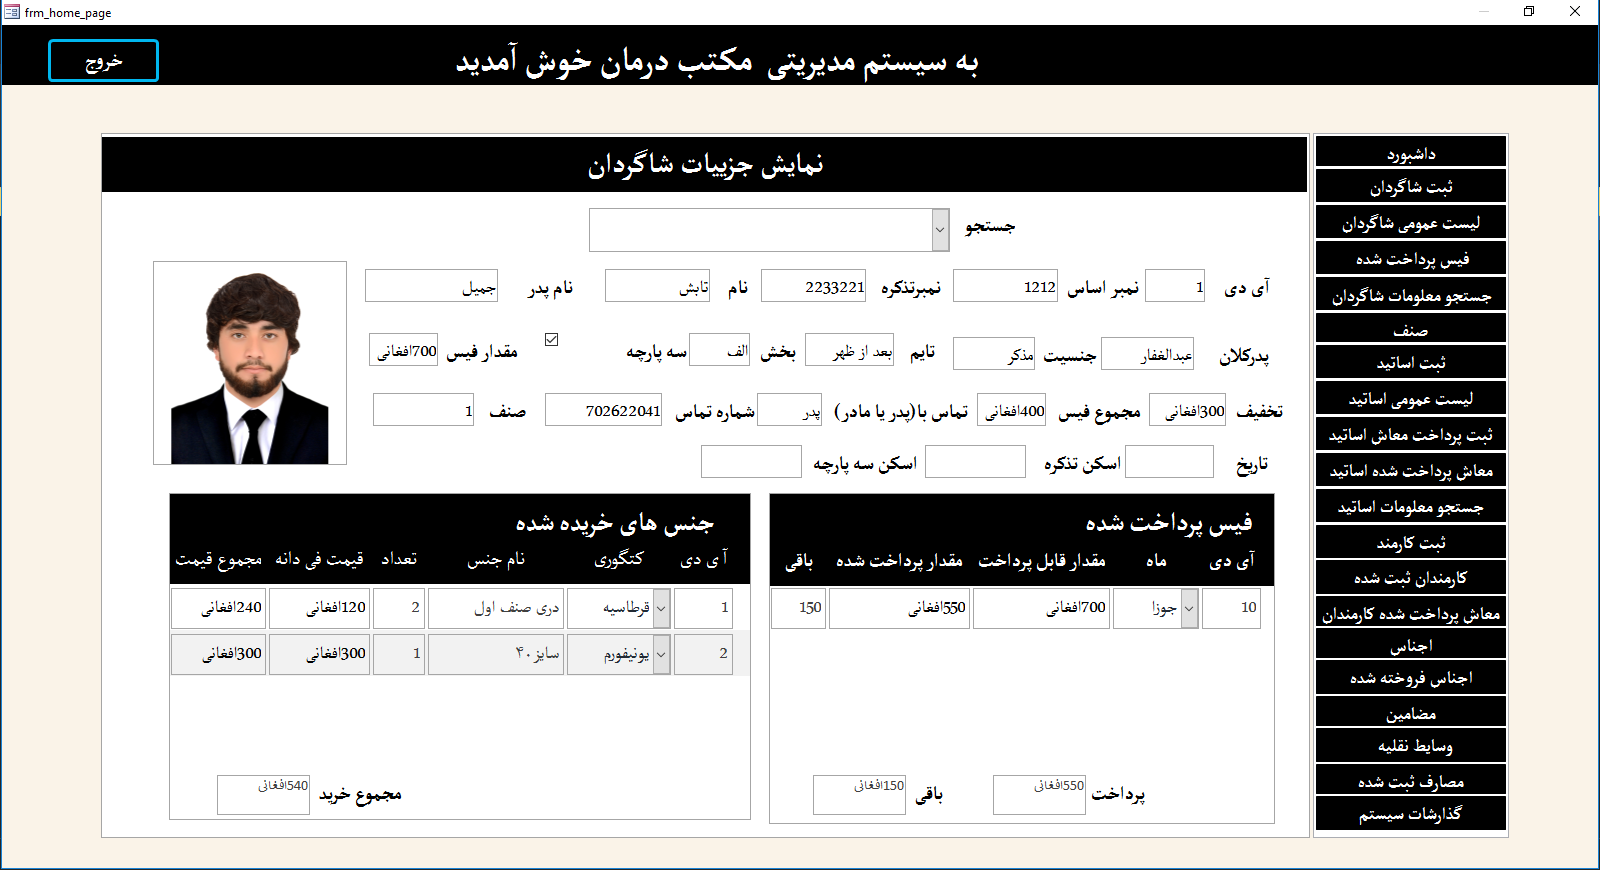 frm_home_page
به سیستم مدیریتی مکتب درمان خوش آمدید
خروج
داشبورد
ثبت شاگردان
لیست عمومی شاگردان
فیس پرداخت شده
جستجو معلومات شاگردان
صنف
ثبت اساتید
لیست عمومی اساتید
ثبت پرداخت معاش اساتید
معاش پرداخت شده اساتید
جستجو معلومات اساتید
ثبت کارمند
کارمندان ثبت شده
معاش پرداخت شده کارمندان
اجناس
اجناس فروخته شده
مضامین
وسایط نقلیه
مصارف ثبت شده
گذارشات سیستم
نمایش جزییات شاگردان
جستجو
آی دی 1 نمبر اساس 1212 نمبرتذکره 2233221 نام تابش نام پدر جمیل
پدرکلان عبدالغفار جنسیت مذکر تایم بعد از ظهر بخش الف سه پارچه مقدار فیس 700افغانی
تخفیف 300افغانی مجموع فیس 400افغانی تماس با(پدر یا مادر) پدر شماره تماس 702622041 صنف 1
تاریخ اسکن تذکره اسکن سه پارچه
فیس پرداخت شده
آی دی ماه مقدار قابل پرداخت مقدار پرداخت شده باقی
10 جوزا 700افغانی 550افغانی 150
پرداخت 550افغانی باقی 150افغانی
جنس های خریده شده
آ ی دی کتگوری نام جنس تعداد قیمت فی دانه مجموع قیمت
1 قرطاسیه دری صنف اول 2 120افغانی 240افغانی
2 یونیفورم سایز۴۰ 1 300افغانی 300افغانی
مجموع خرید 540افغانی